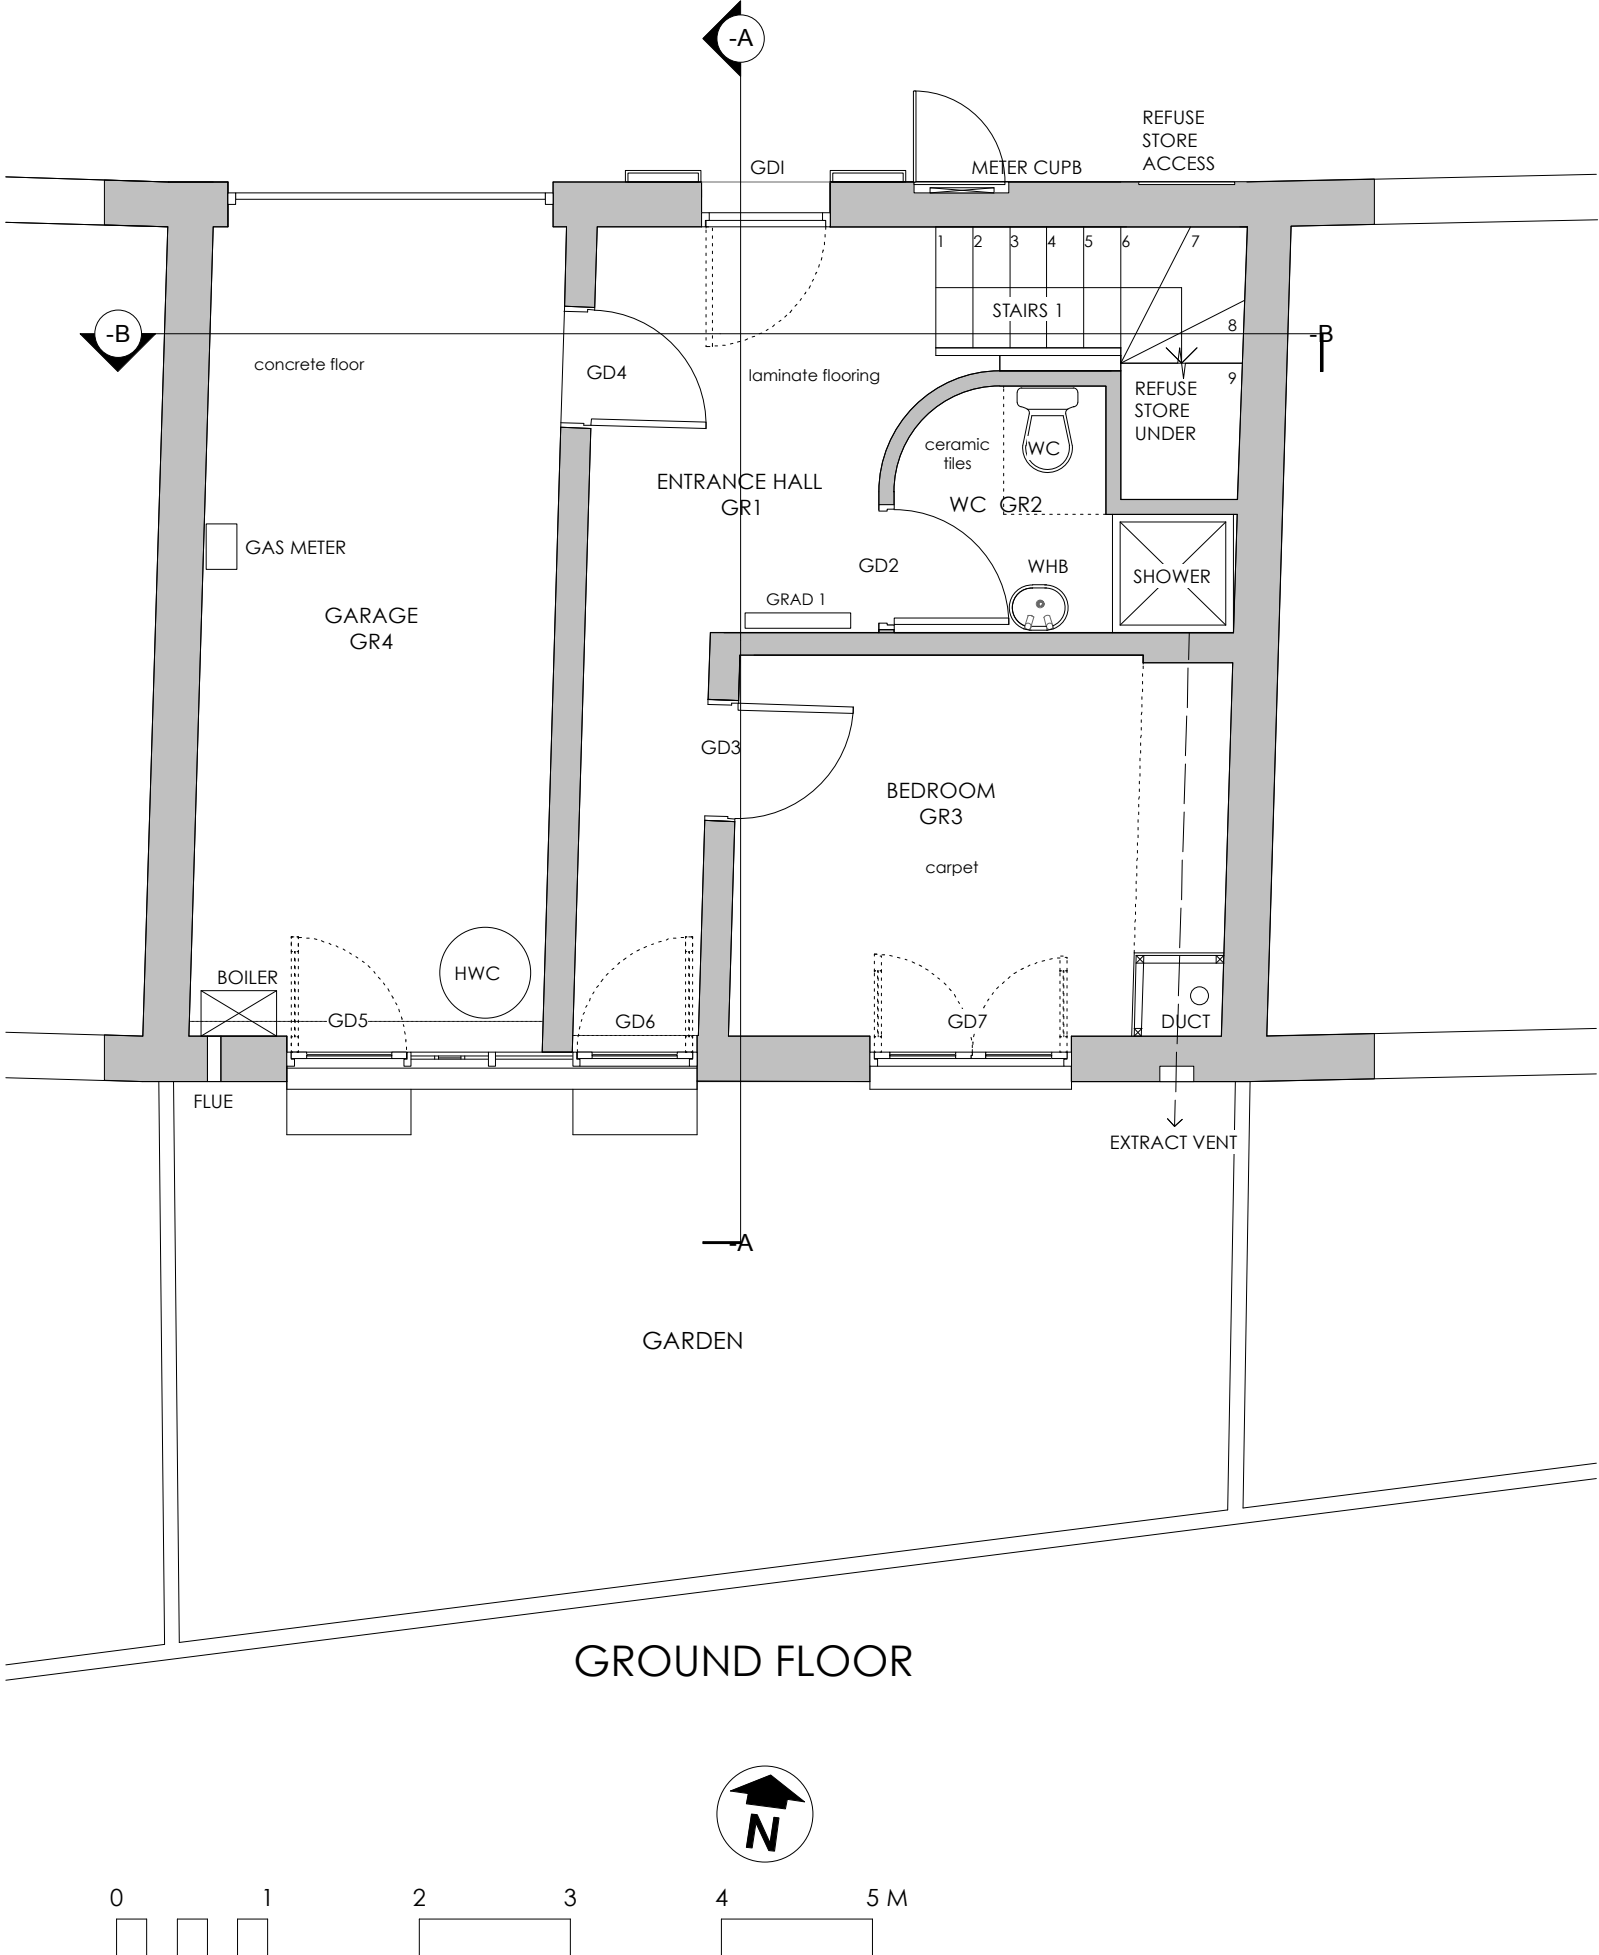 -A
REFUSE
STORE
ACCESS
GDI
METER CUPB
1 2 3 4 5 6 7
8
9
STAIRS 1
-B
-B
concrete floor
GD4
laminate flooring
REFUSE
STORE
UNDER
ceramic
tiles
WC
ENTRANCE HALL
GR1
WC GR2
GAS METER
GD2
WHB
SHOWER
GRAD 1
GARAGE
GR4
GD3
BEDROOM
GR3
carpet
BOILER
HWC
GD5
GD6
GD7
DUCT
FLUE
EXTRACT VENT
-A
GARDEN
GROUND FLOOR
N
0 1 2 3 4 5 M